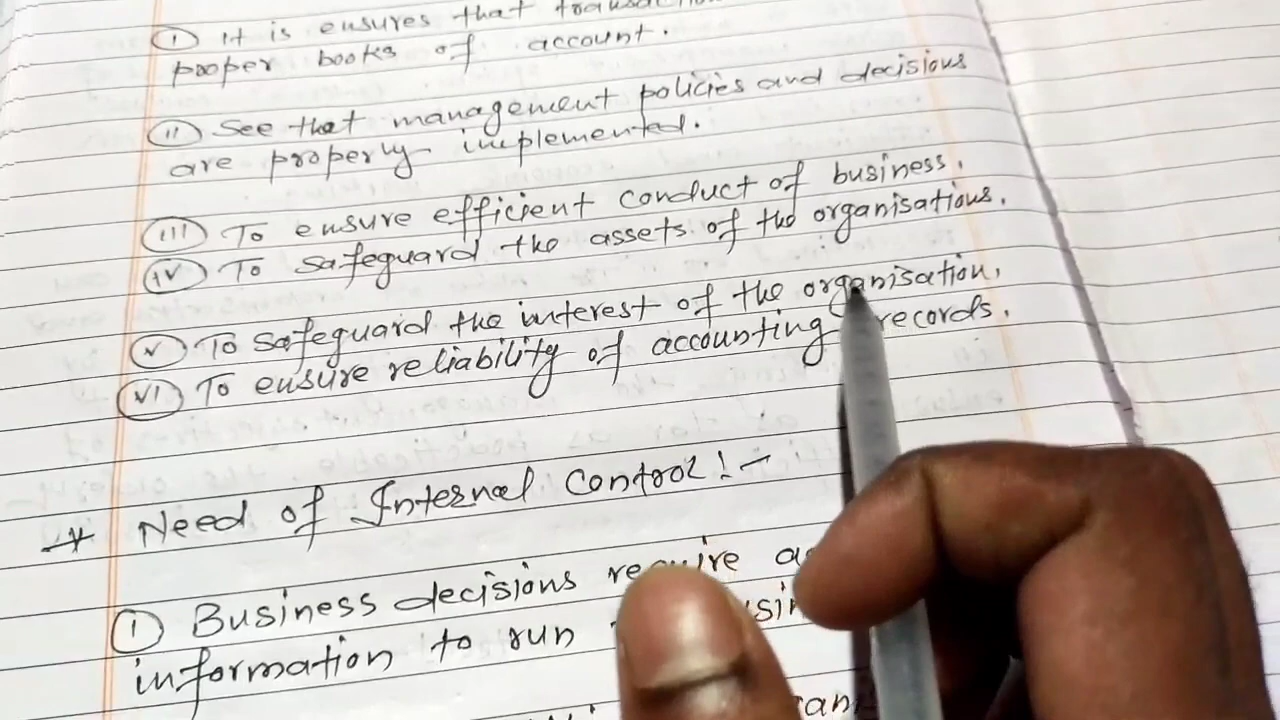 (i) It is ensures that
proper books of account.
(ii) See that management policies and decisions
are properly implemented.
(iii) To ensure efficient conduct of business.
(iv) To safeguard the assets of the organisations.
(v) To safeguard the interest of the organisation.
(vi) To ensure reliability of accounting records.
* Need of Internal Control :-
(1) Business decisions require
information to run